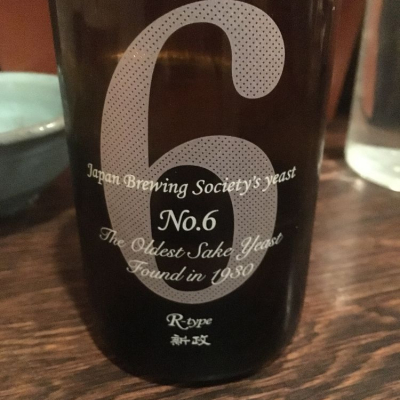 6
Japan Brewing Society's yeast
No.6
The Oldest Sake Yeast
Found in 1930
R-type
新政